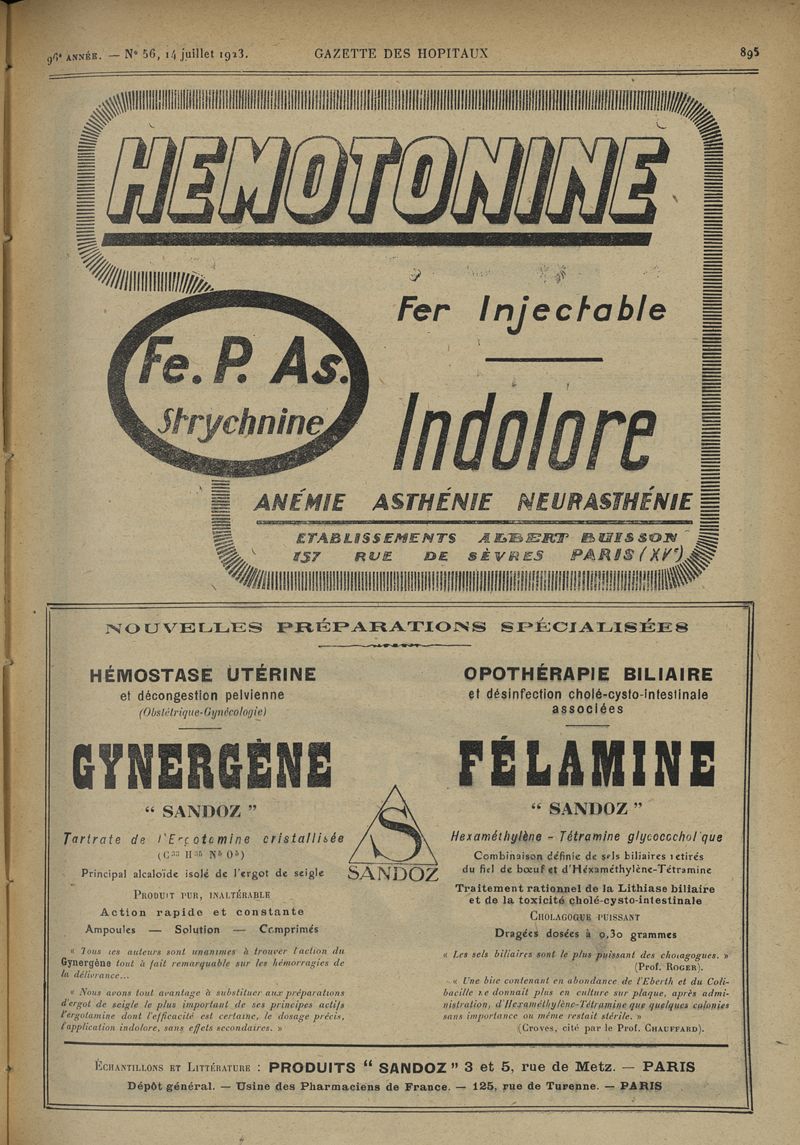 96ᵉ ANNÉE. — Nº 56, 14 juillet 1923. GAZETTE DES HOPITAUX 895
HEMOTONINE
Fer Injectable
Fe. P. As.
Strychnine
Indolore
ANÉMIE ASTHÉNIE NEURASTHÉNIE
ETABLISSEMENTS ALBERT BUISSON
157 RUE DE SÈVRES PARIS (XVᵉ)
NOUVELLES PRÉPARATIONS SPÉCIALISÉES
HÉMOSTASE UTÉRINE
et décongestion pelvienne
(Obstétrique-Gynécologie)
GYNERGÈNE
“ SANDOZ ”
Tartrate de l'Ergotamine cristallisée
(C³³ H³⁵ N⁵ O⁵)
Principal alcaloïde isolé de l'ergot de seigle
PRODUIT PUR, INALTÉRABLE
Action rapide et constante
Ampoules — Solution — Comprimés
« Tous les auteurs sont unanimes à trouver l'action du
Gynergène tout à fait remarquable sur les hémorragies de
la délivrance...
« Nous avons tout avantage à substituer aux préparations
d'ergot de seigle le plus important de ses principes actifs
l'ergotamine dont l'efficacité est certaine, le dosage précis,
l'application indolore, sans effets secondaires. »
S
SANDOZ
OPOTHÉRAPIE BILIAIRE
et désinfection cholé-cysto-intestinale
associées
FÉLAMINE
“ SANDOZ ”
Hexaméthylène - Tétramine glycocholique
Combinaison définie de sels biliaires retirés
du fiel de bœuf et d'Héxaméthylène-Tétramine
Traitement rationnel de la Lithiase biliaire
et de la toxicité cholé-cysto-intestinale
CHOLAGOGUE PUISSANT
Dragées dosées à 0,30 grammes
« Les sels biliaires sont le plus puissant des cholagogues. »
(Prof. ROGER).
« Une bile contenant en abondance de l'Eberth et du Coli-
bacille ne donnait plus en culture sur plaque, après admi-
nistration, d'Hexaméthylène-Tétramine que quelques colonies
sans importance ou même restait stérile. »
(Croves, cité par le Prof. CHAUFFARD).
ÉCHANTILLONS ET LITTÉRATURE : PRODUITS “ SANDOZ ” 3 et 5, rue de Metz. — PARIS
Dépôt général. — Usine des Pharmaciens de France. — 125, rue de Turenne. — PARIS